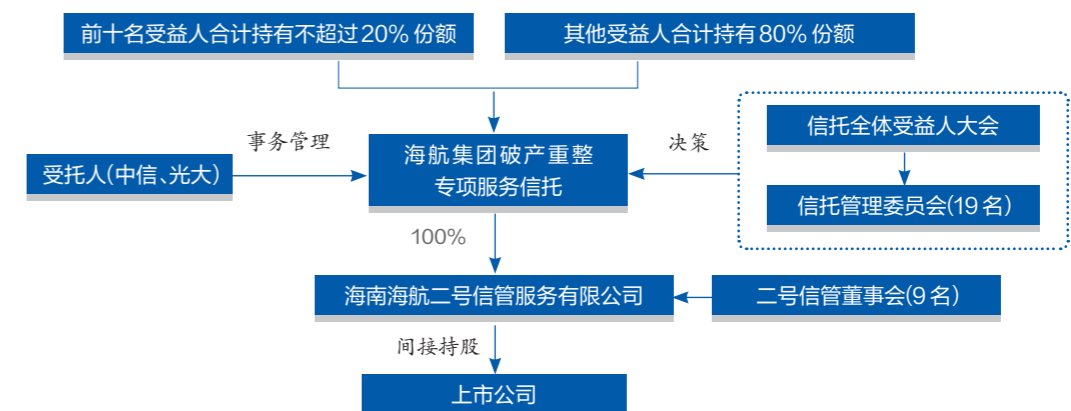 前十名受益人合计持有不超过20% 份额
其他受益人合计持有80% 份额
事务管理
决策
信托全体受益人大会
受托人(中信、光大)
海航集团破产重整
专项服务信托
信托管理委员会(19 名)
100%
海南海航二号信管服务有限公司
二号信管董事会(9 名)
间接持股
上市公司